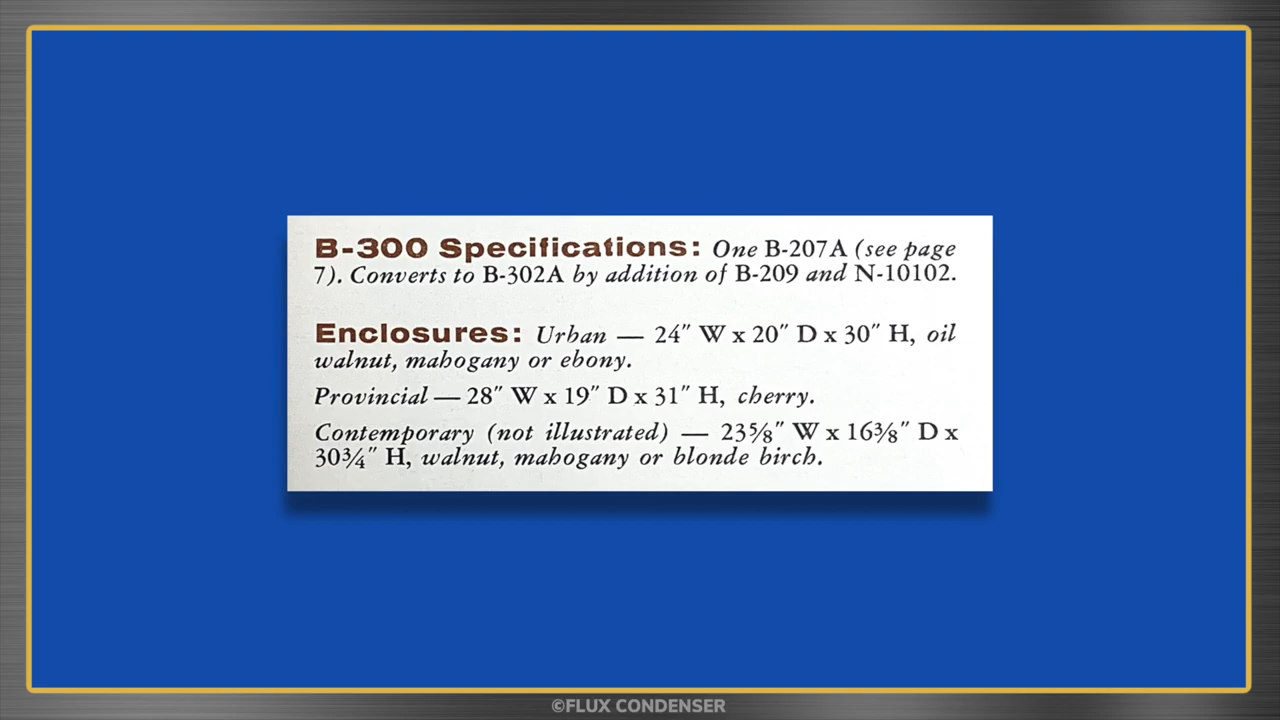 B-300 Specifications: One B-207A (see page
7). Converts to B-302A by addition of B-209 and N-10102.
Enclosures: Urban — 24″ W x 20″ D x 30″ H, oil
walnut, mahogany or ebony.
Provincial — 28″ W x 19″ D x 31″ H, cherry.
Contemporary (not illustrated) — 23⅝″ W x 16⅜″ D x
30¾″ H, walnut, mahogany or blonde birch.
©FLUX CONDENSER